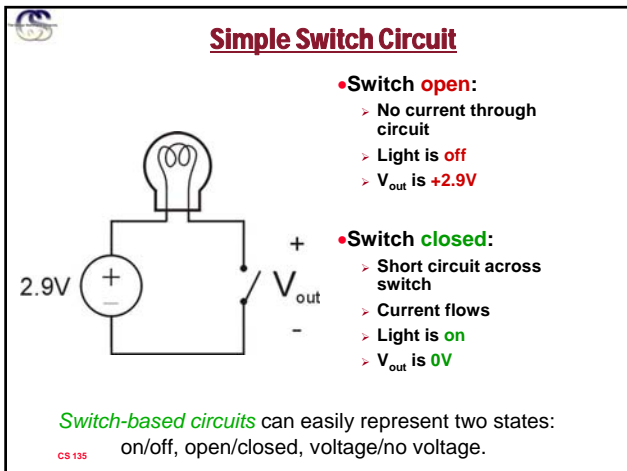 Simple Switch Circuit
•Switch open:
➢ No current through
circuit
➢ Light is off
➢ Vout is +2.9V
•Switch closed:
➢ Short circuit across
switch
➢ Current flows
➢ Light is on
➢ Vout is 0V
2.9V
+
–
+
Vout
-
Switch-based circuits can easily represent two states:
on/off, open/closed, voltage/no voltage.
CS 135